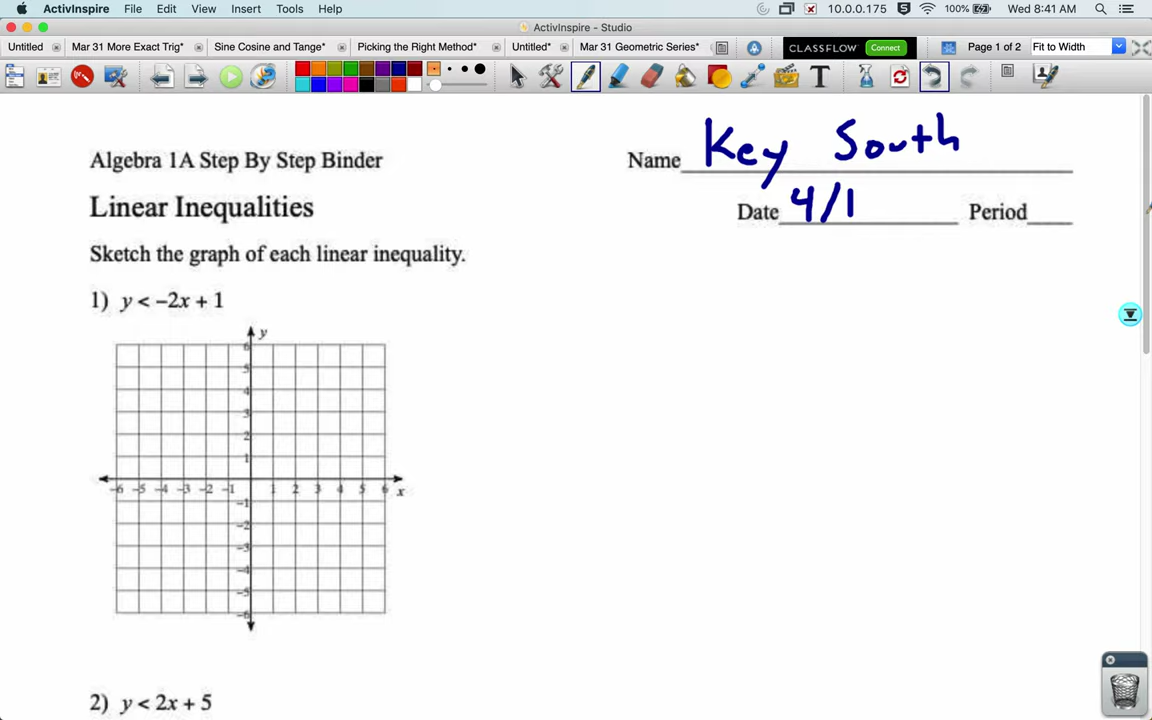 ActivInspire File Edit View Insert Tools Help 10.0.0.175 5 100% Wed 8:41 AM
ActivInspire - Studio
Untitled Mar 31 More Exact Trig* Sine Cosine and Tange* Picking the Right Method* Untitled* Mar 31 Geometric Series* CLASSFLOW Connect Page 1 of 2 Fit to Width
T
Key South
Algebra 1A Step By Step Binder Name
Linear Inequalities Date 4/1 Period
Sketch the graph of each linear inequality.
1) y < -2x + 1
y
6
5
4
3
2
1
-6 -5 -4 -3 -2 -1 1 2 3 4 5 6 x
-1
-2
-3
-4
-5
-6
2) y < 2x + 5